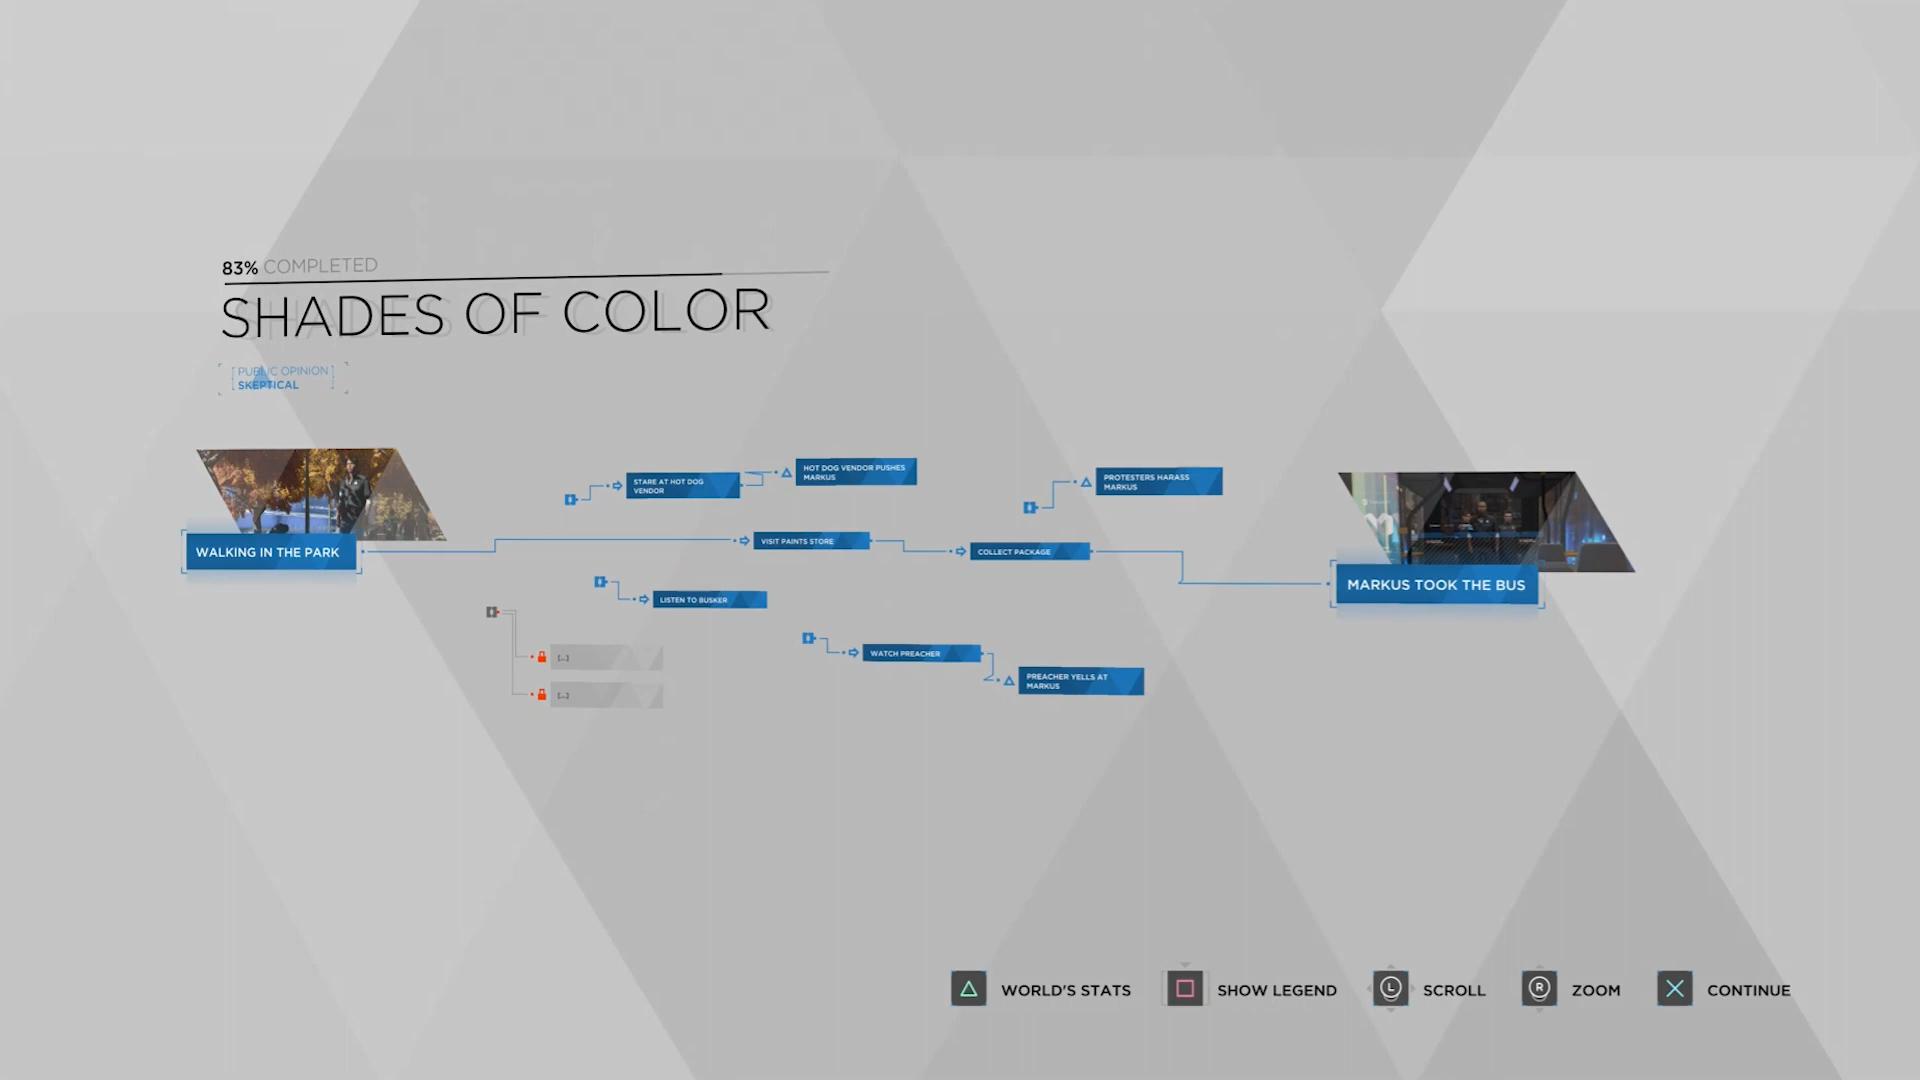 83% COMPLETED
SHADES OF COLOR
PUBLIC OPINION
SKEPTICAL
HOT DOG VENDOR PUSHES
MARKUS
STARE AT HOT DOG
VENDOR
PROTESTERS HARASS
MARKUS
WALKING IN THE PARK
VISIT PAINTS STORE
COLLECT PACKAGE
MARKUS TOOK THE BUS
LISTEN TO BUSKER
[...]
WATCH PREACHER
PREACHER YELLS AT
MARKUS
[...]
WORLD'S STATS
SHOW LEGEND
L
SCROLL
R
ZOOM
CONTINUE